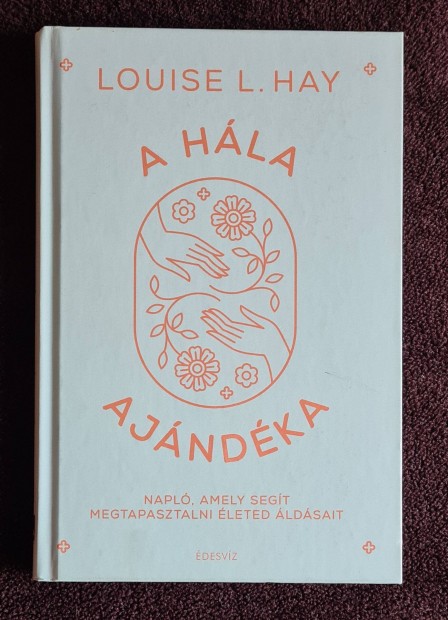 LOUISE L. HAY
A HÁLA
AJÁNDÉKA
NAPLÓ, AMELY SEGÍT
MEGTAPASZTALNI ÉLETED ÁLDÁSAIT
ÉDESVÍZ